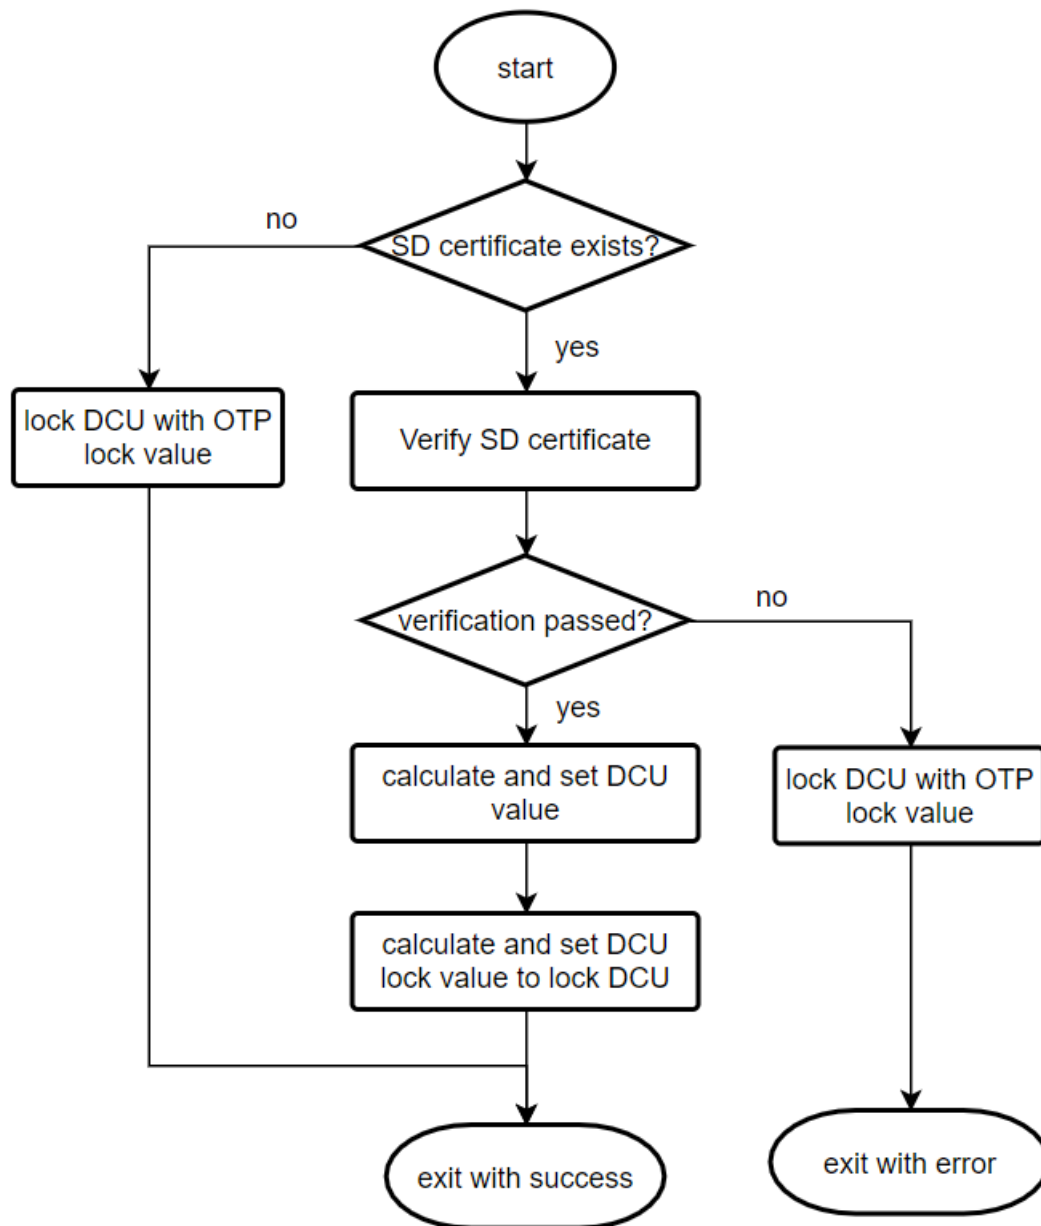 start
no
SD certificate exists?
yes
lock DCU with OTP
lock value
Verify SD certificate
verification passed?
no
yes
calculate and set DCU
value
lock DCU with OTP
lock value
calculate and set DCU
lock value to lock DCU
exit with success
exit with error